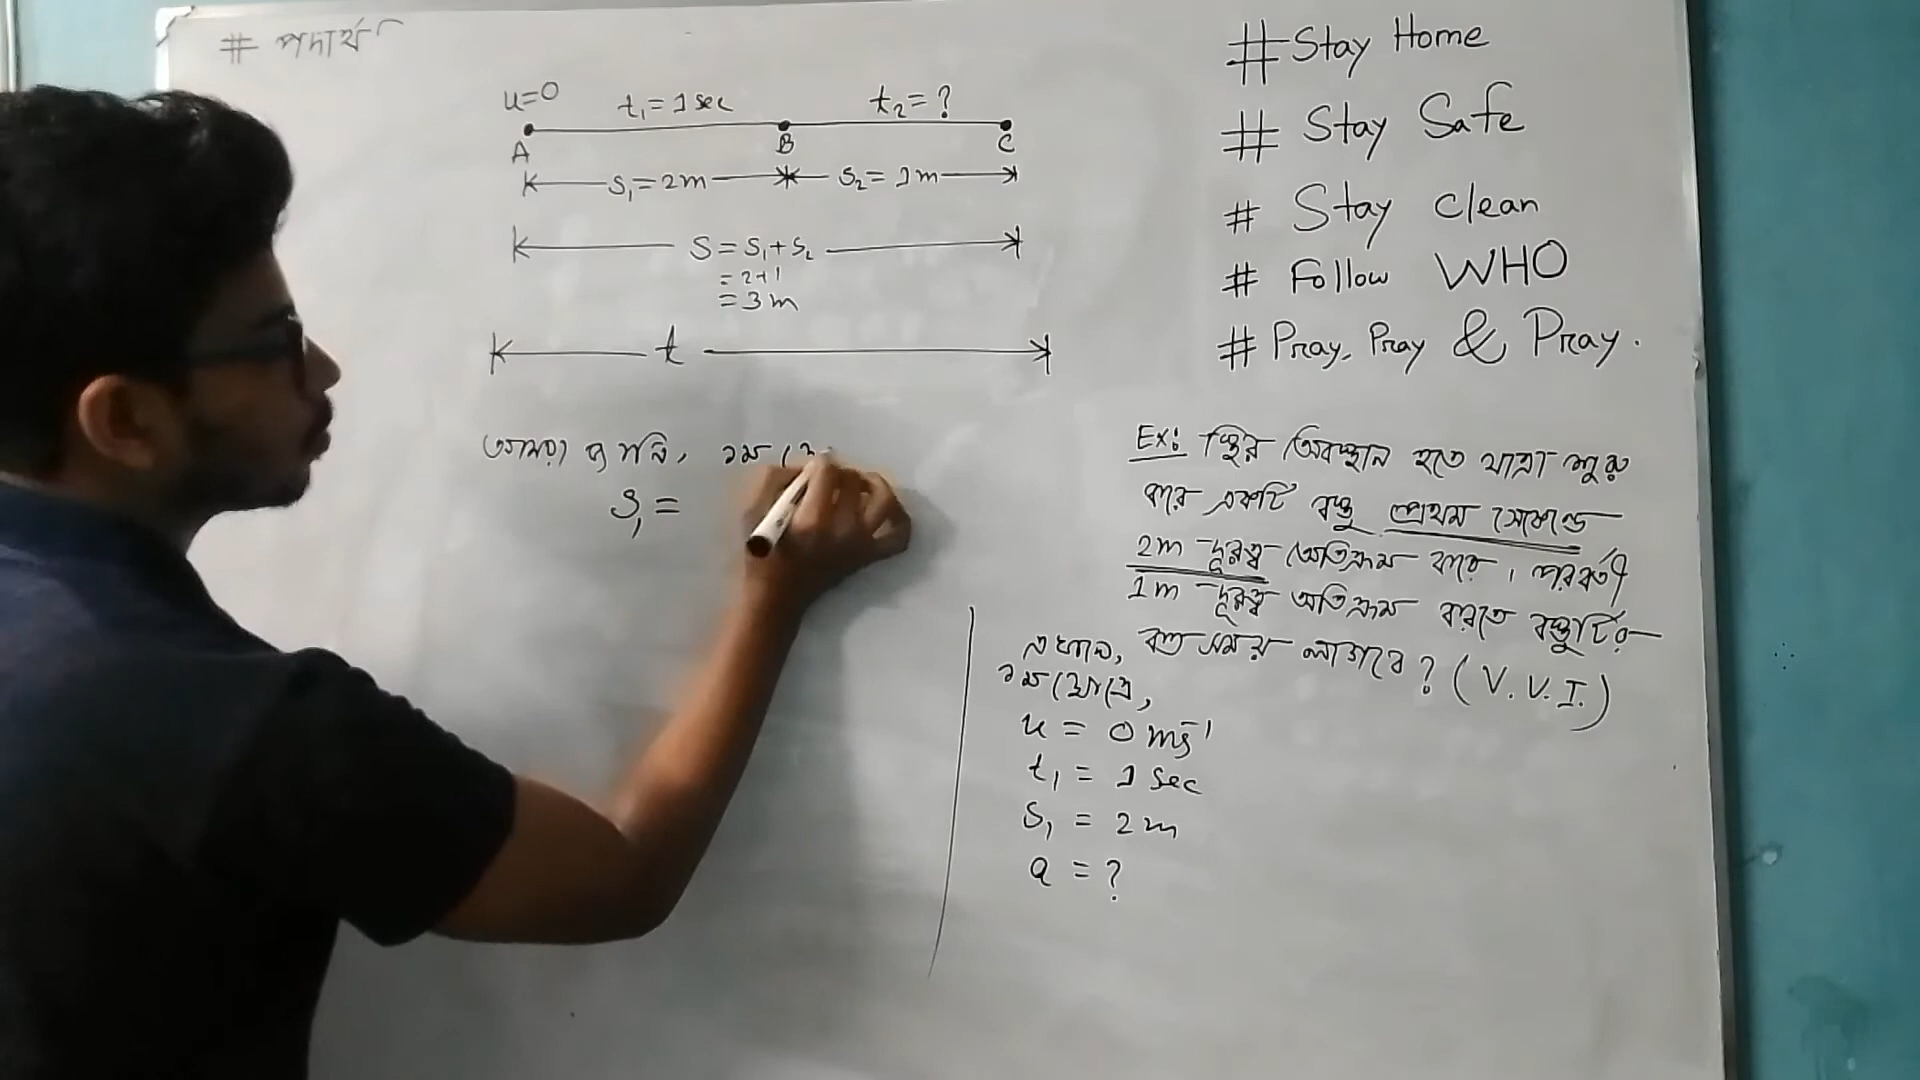 # পদার্থ
u=0
t₁ = 1 sec
t₂ = ?
A
B
C
S₁ = 2m
S₂ = 1m
S = S₁ + S₂
= 2+1
= 3m
t
আমরা জানি, ১ম
S₁ =
# Stay Home
# Stay Safe
# Stay clean
# Follow WHO
# Pray, Pray & Pray.
Ex: স্থির অবস্থান হতে যাত্রা শুরু
করে একটি বস্তু প্রথম সেকেন্ডে
2m দূরত্ব অতিক্রম করে, পরবর্তী
1m দূরত্ব অতিক্রম করতে বস্তুটির
কত সময় লাগবে? (V.V.I.)
এখানে,
১ম ক্ষেত্রে,
u = 0 ms⁻¹
t₁ = 1 sec
S₁ = 2m
a = ?